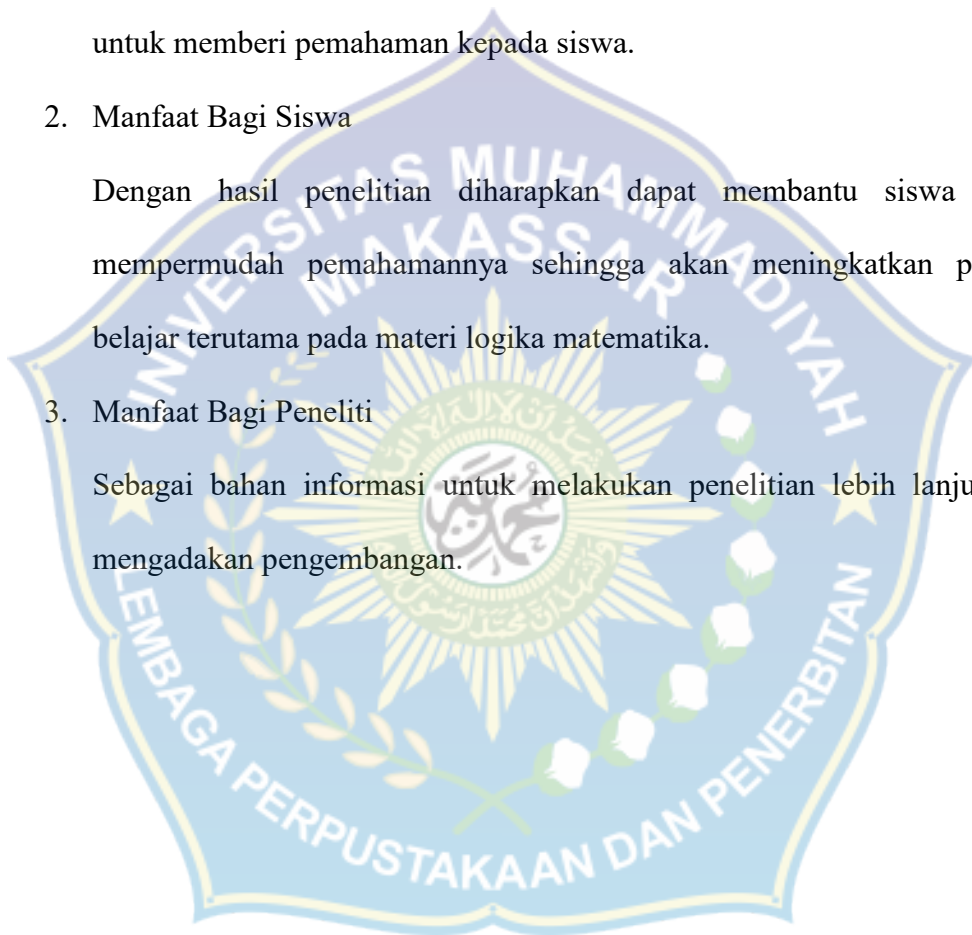 untuk memberi pemahaman kepada siswa.
2. Manfaat Bagi Siswa
Dengan hasil penelitian diharapkan dapat membantu siswa
mempermudah pemahamannya sehingga akan meningkatkan p
belajar terutama pada materi logika matematika.
3. Manfaat Bagi Peneliti
Sebagai bahan informasi untuk melakukan penelitian lebih lanju
mengadakan pengembangan.
UNIVERSITAS MUHAMMADIYAH
MAKASSAR
LEMBAGA PERPUSTAKAAN DAN PENERBITAN